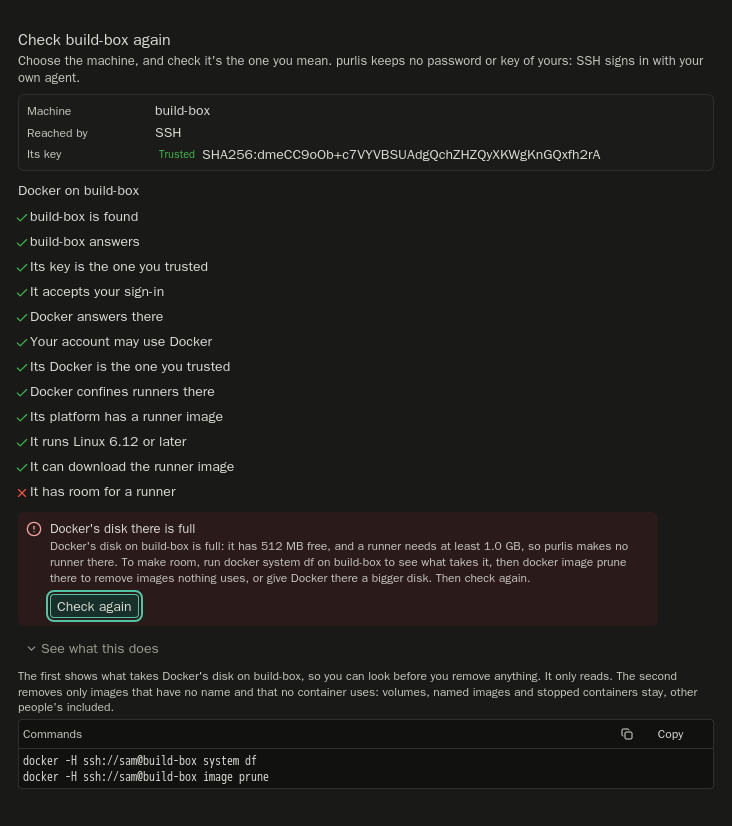 Check build-box again
Choose the machine, and check it's the one you mean. purlis keeps no password or key of yours: SSH signs in with your
own agent.
Machine build-box
Reached by SSH
Its key Trusted SHA256:dmeCC9oOb+c7VYVBSUAdgQchZHZQyXKWgKnGQxfh2rA
Docker on build-box
build-box is found
build-box answers
Its key is the one you trusted
It accepts your sign-in
Docker answers there
Your account may use Docker
Its Docker is the one you trusted
Docker confines runners there
Its platform has a runner image
It runs Linux 6.12 or later
It can download the runner image
It has room for a runner
Docker's disk there is full
Docker's disk on build-box is full: it has 512 MB free, and a runner needs at least 1.0 GB, so purlis makes no
runner there. To make room, run docker system df on build-box to see what takes it, then docker image prune
there to remove images nothing uses, or give Docker there a bigger disk. Then check again.
Check again
See what this does
The first shows what takes Docker's disk on build-box, so you can look before you remove anything. It only reads. The second
removes only images that have no name and that no container uses: volumes, named images and stopped containers stay, other
people's included.
Commands Copy
docker -H ssh://sam@build-box system df
docker -H ssh://sam@build-box image prune